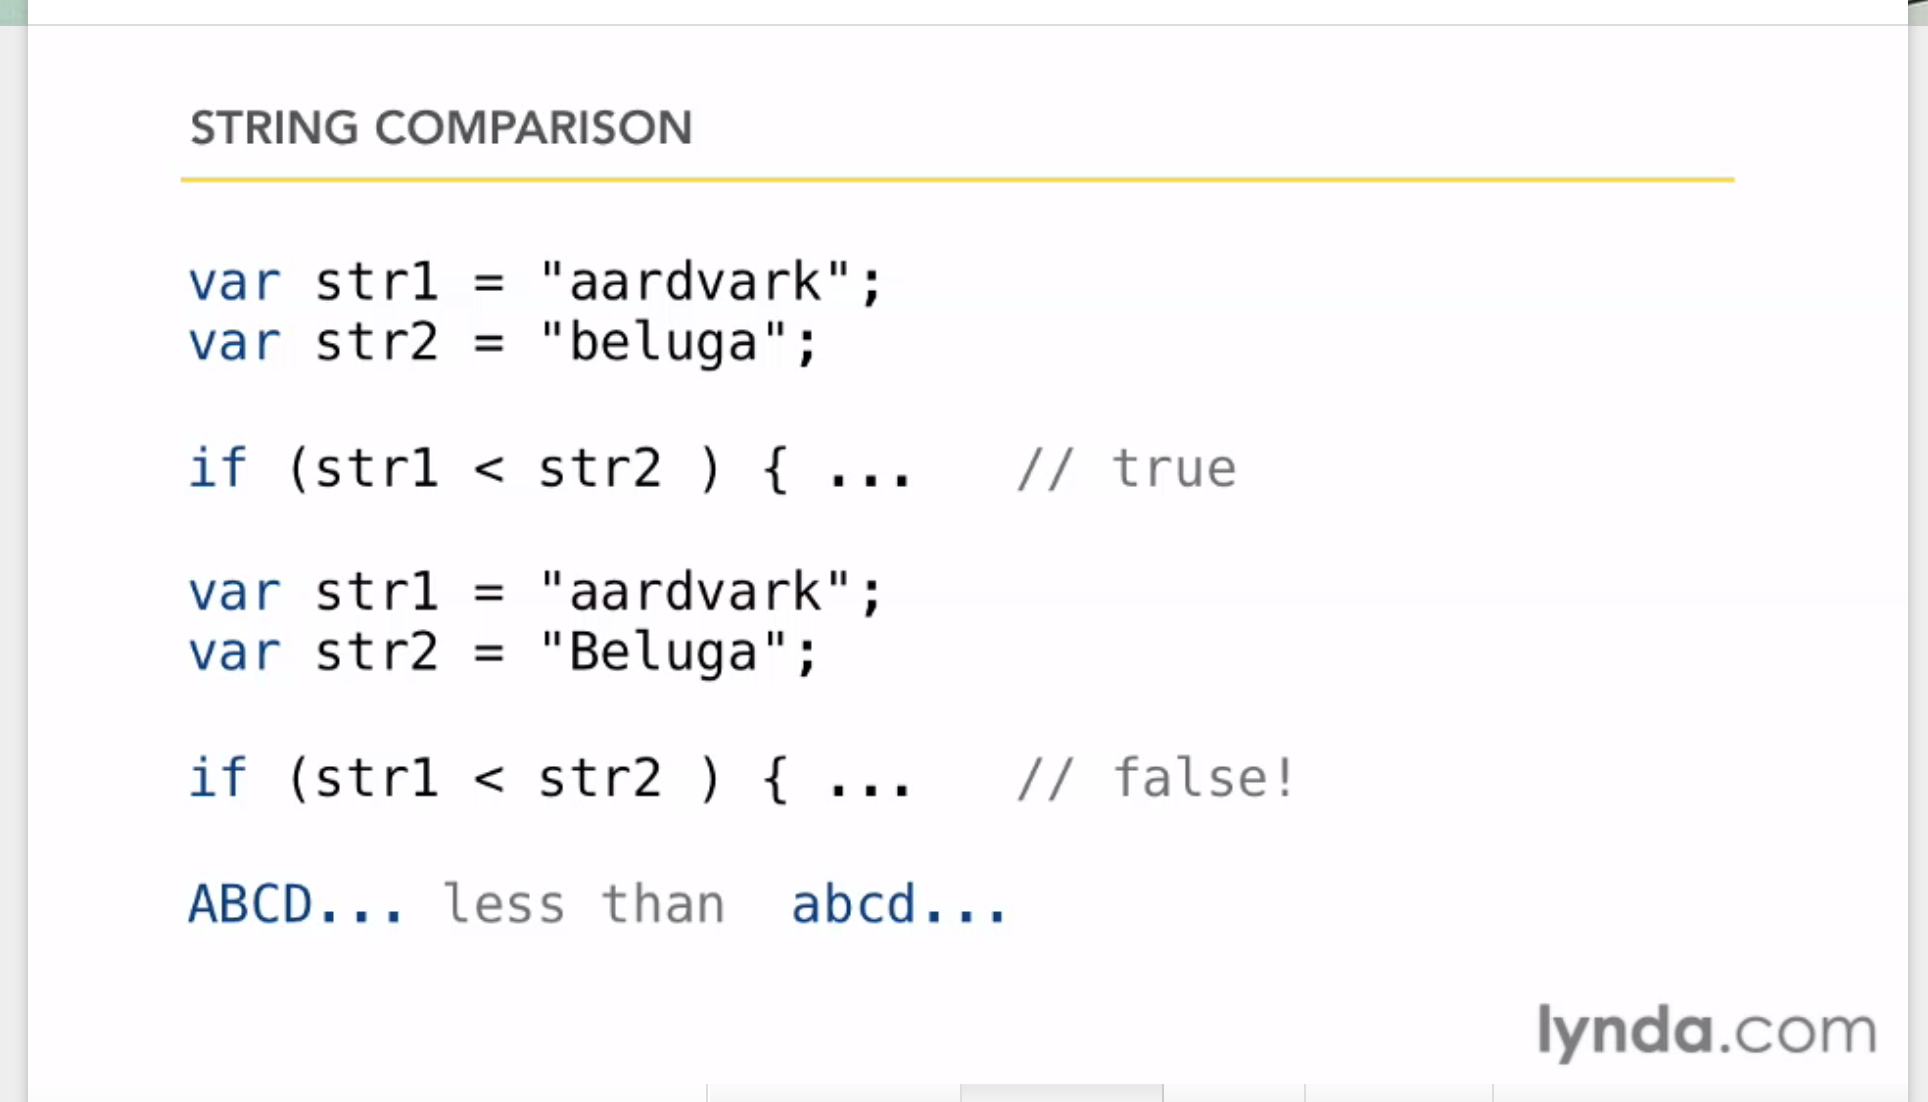 STRING COMPARISON
var str1 = "aardvark";
var str2 = "beluga";
if (str1 < str2 ) { ... // true
var str1 = "aardvark";
var str2 = "Beluga";
if (str1 < str2 ) { ... // false!
ABCD... less than abcd...
lynda.com